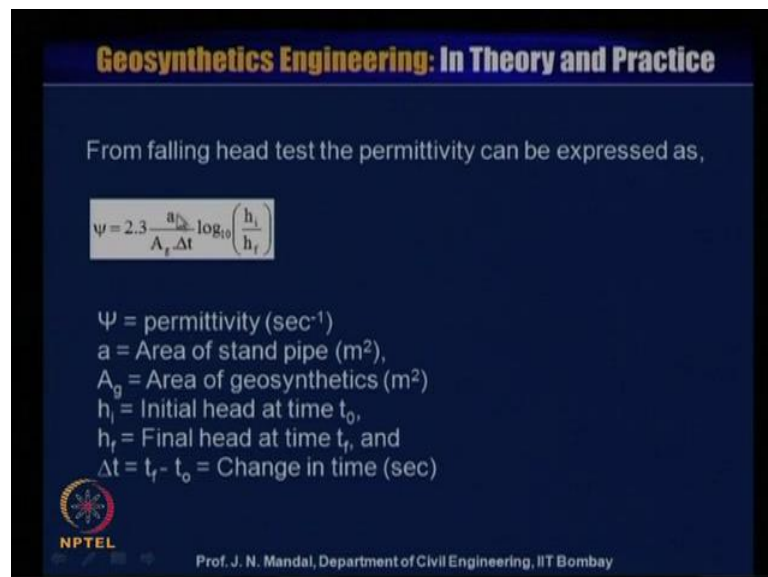 Geosynthetics Engineering: In Theory and Practice
From falling head test the permittivity can be expressed as,
ψ = 2.3 a / (A_g Δt) log₁₀ (h_i / h_f)
Ψ = permittivity (sec⁻¹)
a = Area of stand pipe (m²),
A_g = Area of geosynthetics (m²)
h_i = Initial head at time t₀,
h_f = Final head at time t_f, and
Δt = t_f - t_o = Change in time (sec)
NPTEL
Prof. J. N. Mandal, Department of Civil Engineering, IIT Bombay